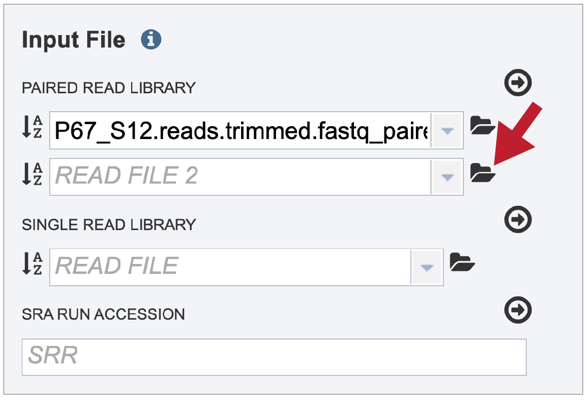 Input File
PAIRED READ LIBRARY
A
Z
P67_S12.reads.trimmed.fastq_paire
A
Z
READ FILE 2
SINGLE READ LIBRARY
A
Z
READ FILE
SRA RUN ACCESSION
SRR